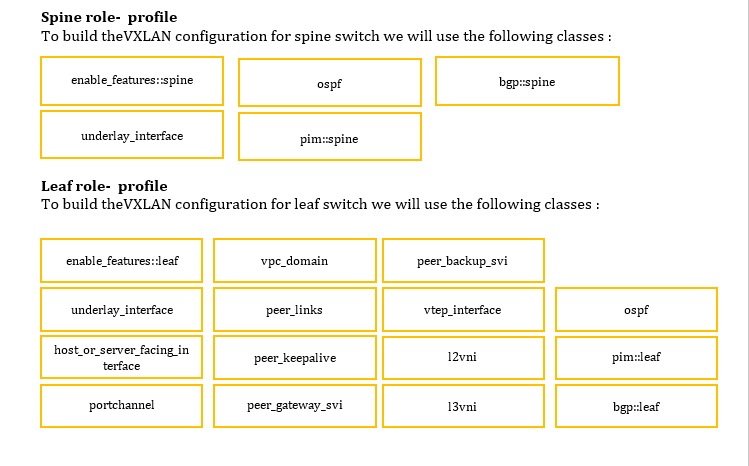 Spine role-  profile
To build theVXLAN configuration for spine switch we will use the following classes :
enable_features::spine
ospf
bgp::spine
underlay_interface
pim::spine
Leaf role-  profile
To build theVXLAN configuration for leaf switch we will use the following classes :
enable_features::leaf
vpc_domain
peer_backup_svi
underlay_interface
peer_links
vtep_interface
ospf
host_or_server_facing_in
terface
peer_keepalive
l2vni
pim::leaf
portchannel
peer_gateway_svi
l3vni
bgp::leaf